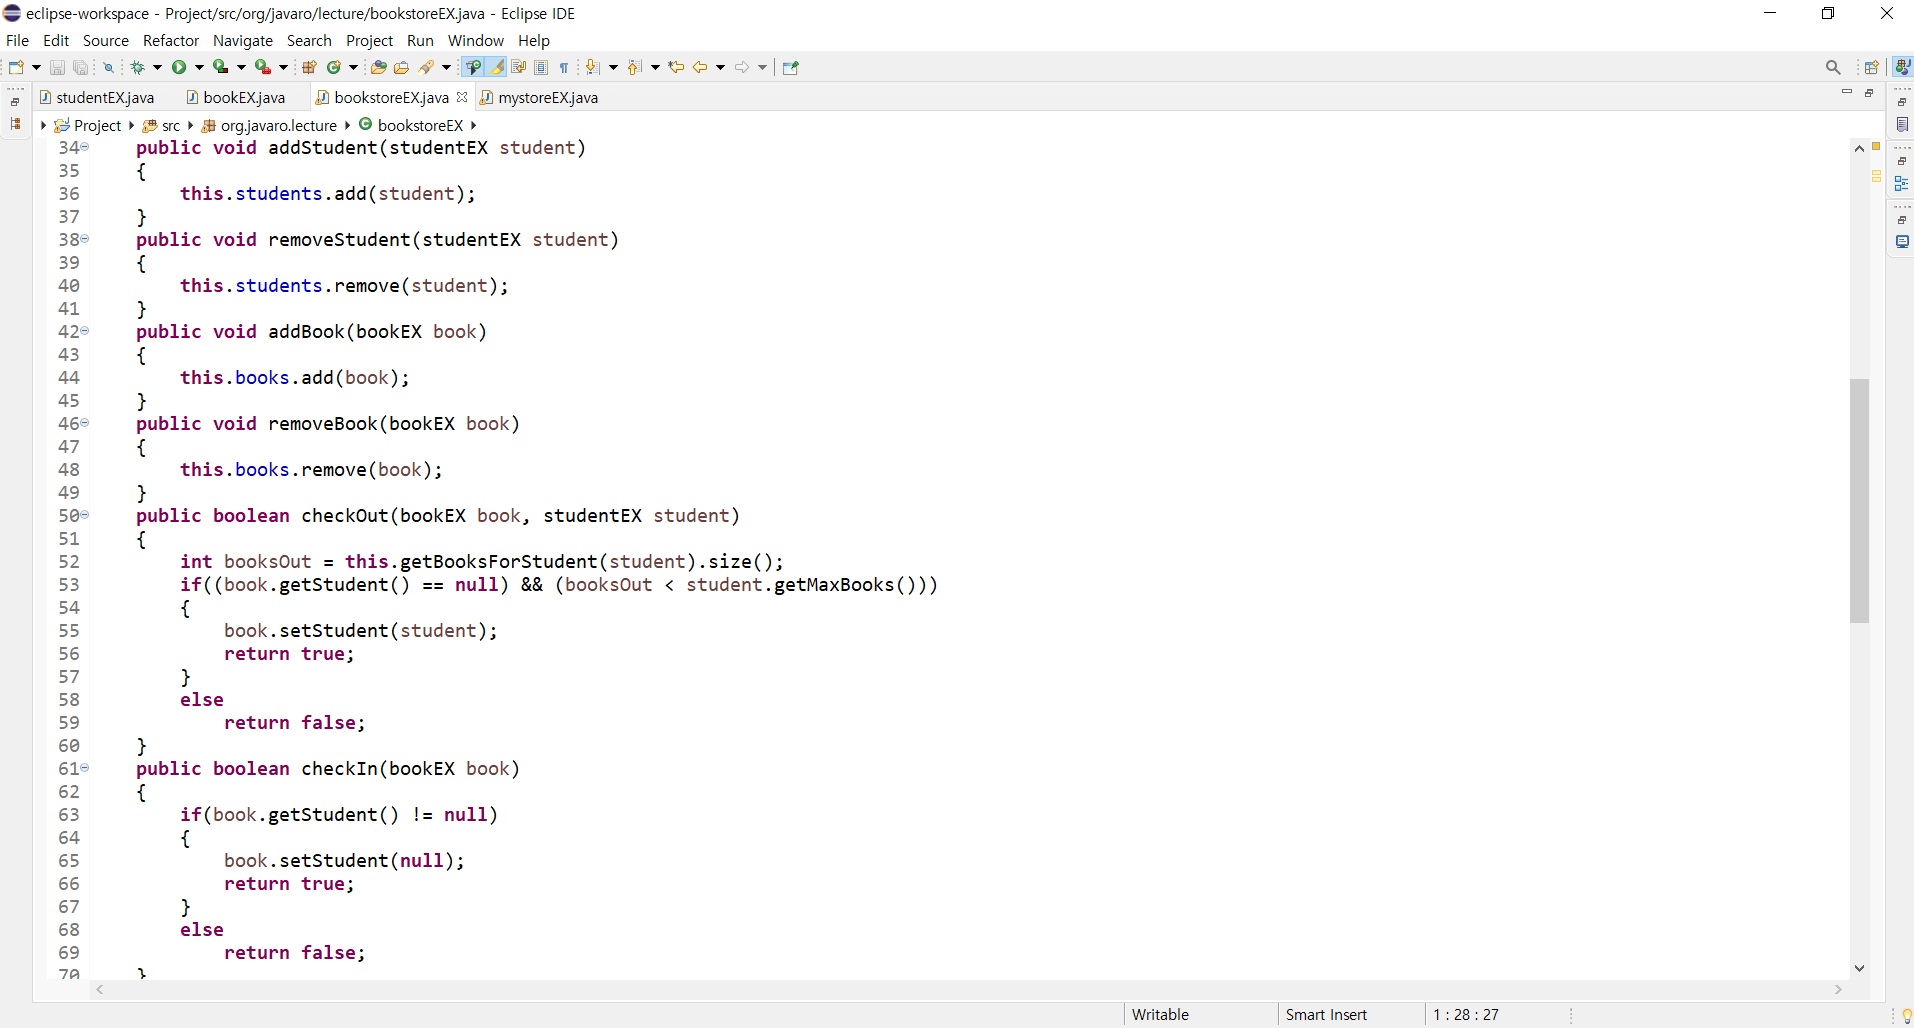 eclipse-workspace - Project/src/org/javaro/lecture/bookstoreEX.java - Eclipse IDE
File Edit Source Refactor Navigate Search Project Run Window Help
studentEX.java bookEX.java bookstoreEX.java mystoreEX.java
Project src org.javaro.lecture bookstoreEX
34 public void addStudent(studentEX student)
35 {
36 this.students.add(student);
37 }
38 public void removeStudent(studentEX student)
39 {
40 this.students.remove(student);
41 }
42 public void addBook(bookEX book)
43 {
44 this.books.add(book);
45 }
46 public void removeBook(bookEX book)
47 {
48 this.books.remove(book);
49 }
50 public boolean checkOut(bookEX book, studentEX student)
51 {
52 int booksOut = this.getBooksForStudent(student).size();
53 if((book.getStudent() == null) && (booksOut < student.getMaxBooks()))
54 {
55 book.setStudent(student);
56 return true;
57 }
58 else
59 return false;
60 }
61 public boolean checkIn(bookEX book)
62 {
63 if(book.getStudent() != null)
64 {
65 book.setStudent(null);
66 return true;
67 }
68 else
69 return false;
70 }
Writable Smart Insert 1 : 28 : 27